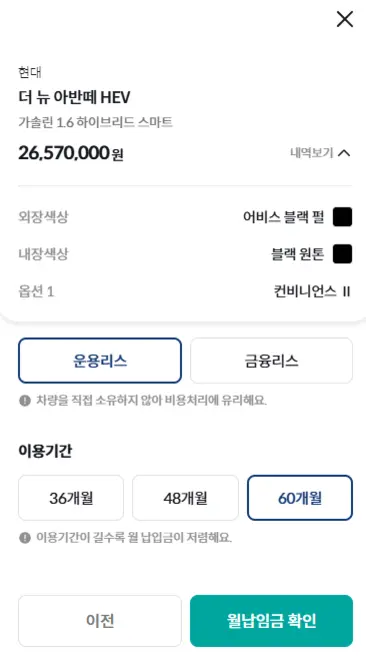 현대
더 뉴 아반떼 HEV
가솔린 1.6 하이브리드 스마트
26,570,000원 내역보기
외장색상 어비스 블랙 펄
내장색상 블랙 원톤
옵션 1 컨비니언스 II
운용리스 금융리스
차량을 직접 소유하지 않아 비용처리에 유리해요.
이용기간
36개월 48개월 60개월
이용기간이 길수록 월 납입금이 저렴해요.
이전 월납입금 확인